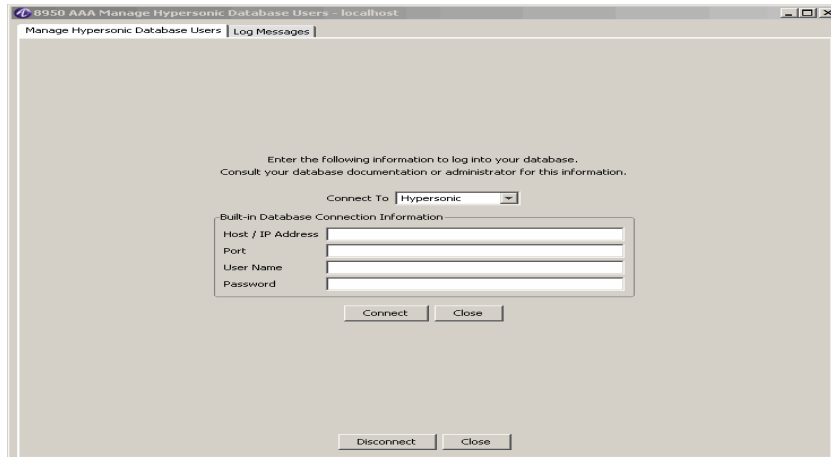 8950 AAA Manage Hypersonic Database Users - localhost
Manage Hypersonic Database Users Log Messages
Enter the following information to log into your database.
Consult your database documentation or administrator for this information.
Connect To Hypersonic
Built-in Database Connection Information
Host / IP Address
Port
User Name
Password
Connect Close
Disconnect Close